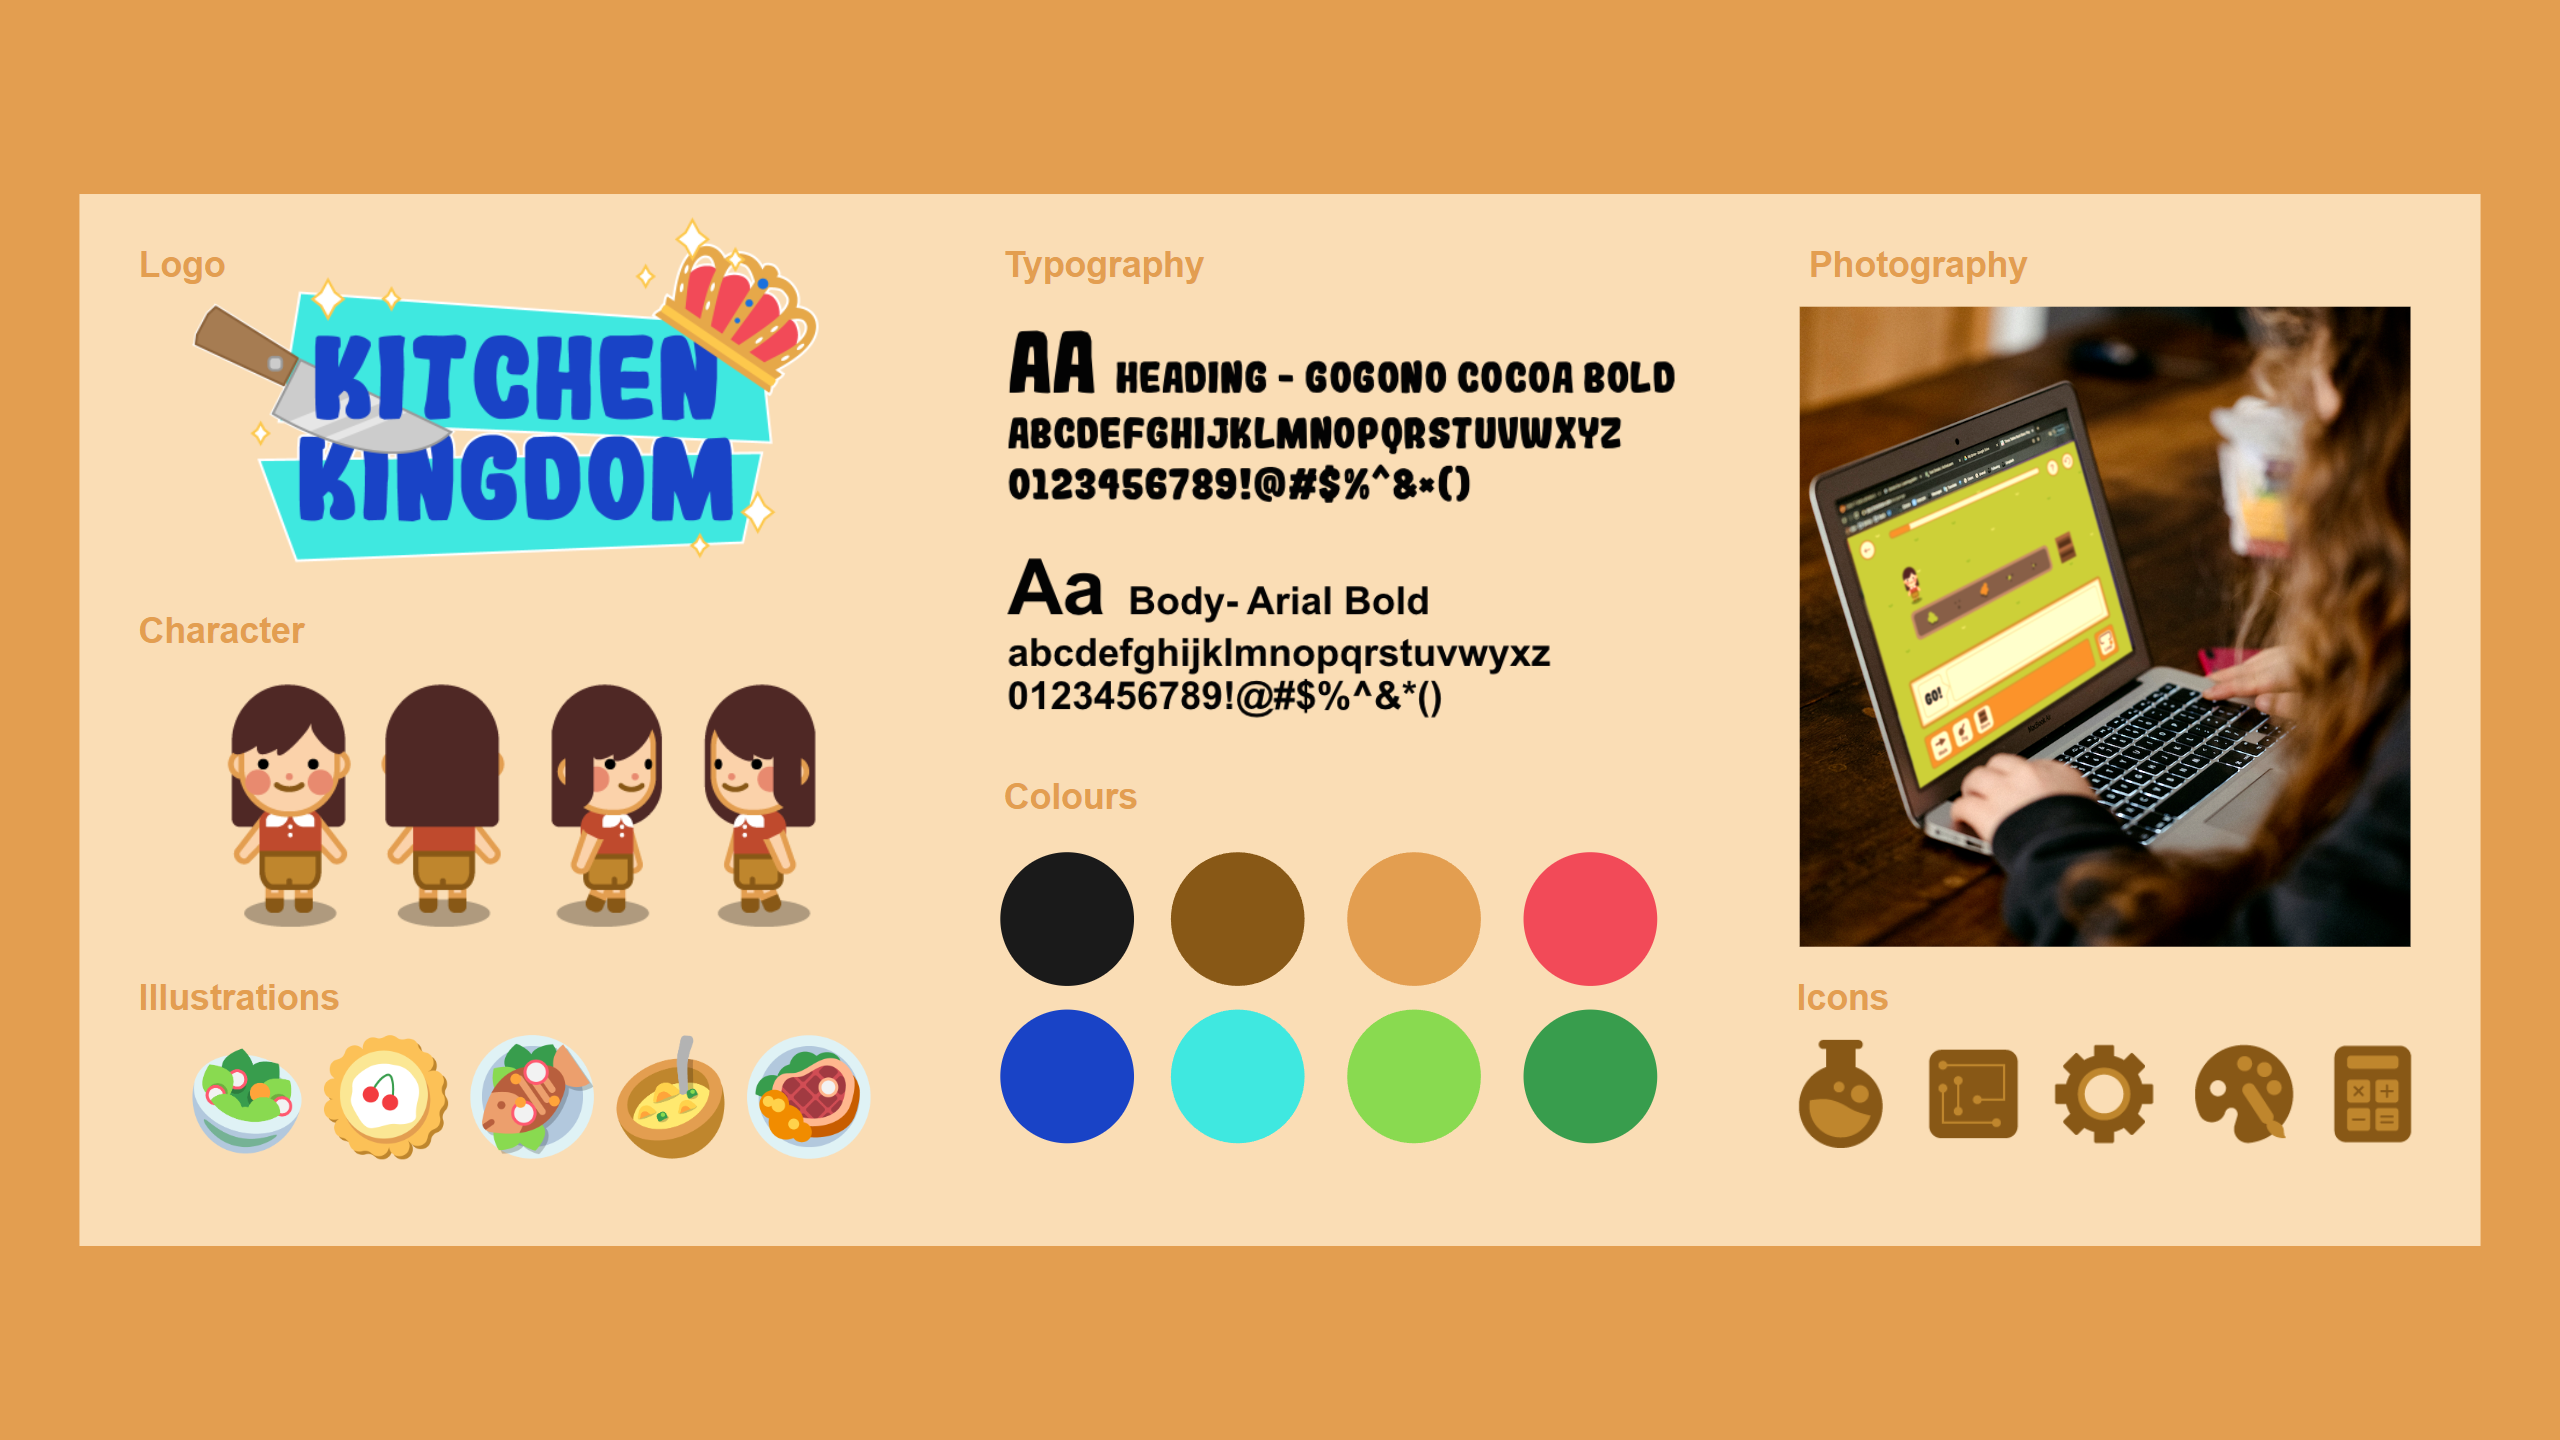 Logo
KITCHEN
KINGDOM
Character
Illustrations
Typography
AA HEADING - GOGONO COCOA BOLD
ABCDEFGHIJKLMNOPQRSTUVWXYZ
0123456789!@#$%^&*()
Aa Body- Arial Bold
abcdefghijklmnopqrstuvwyxz
0123456789!@#$%^&*()
Colours
Photography
GO!
Icons